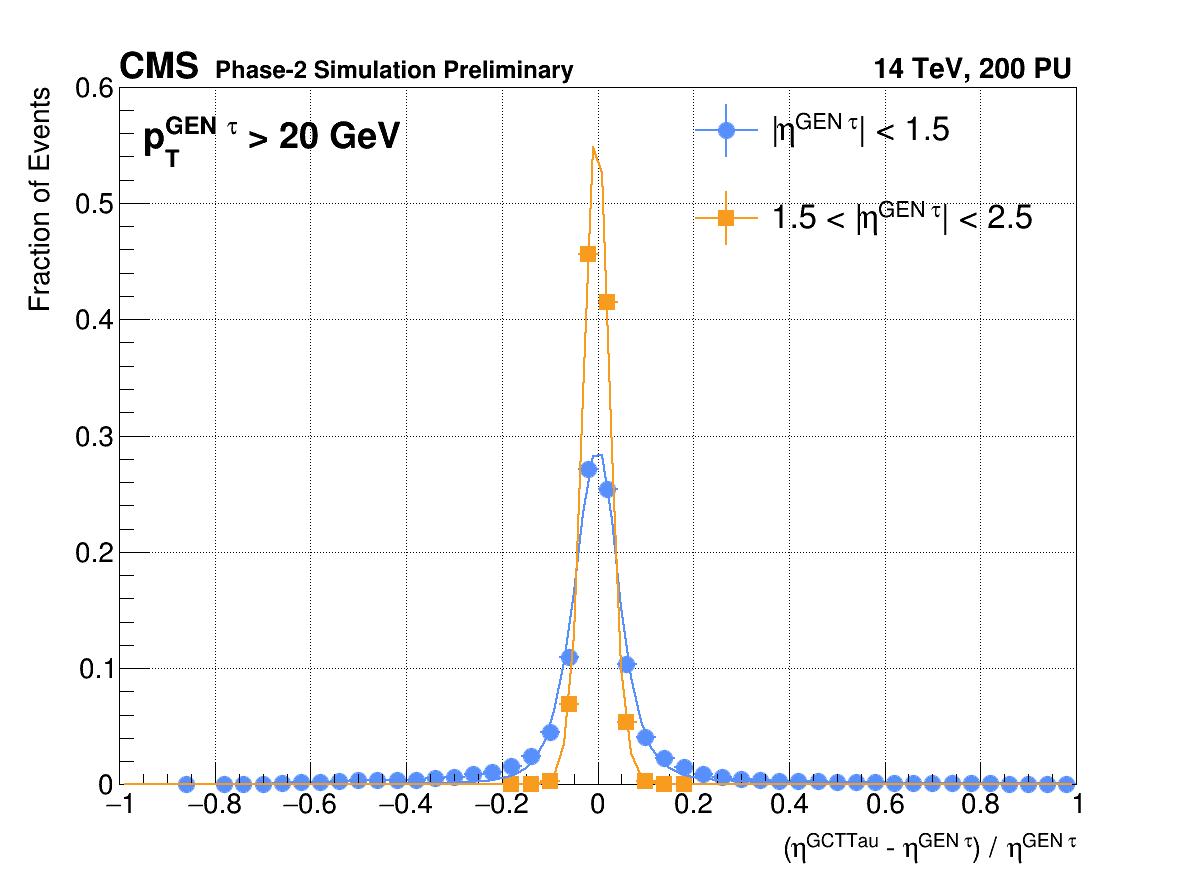 CMS Phase-2 Simulation Preliminary 14 TeV, 200 PU
Fraction of Events
p_T^{GEN τ} > 20 GeV
|η^{GEN τ}| < 1.5
1.5 < |η^{GEN τ}| < 2.5
0.6
0.5
0.4
0.3
0.2
0.1
0
−1 −0.8 −0.6 −0.4 −0.2 0 0.2 0.4 0.6 0.8 1
(η^{GCTTau} - η^{GEN τ}) / η^{GEN τ}